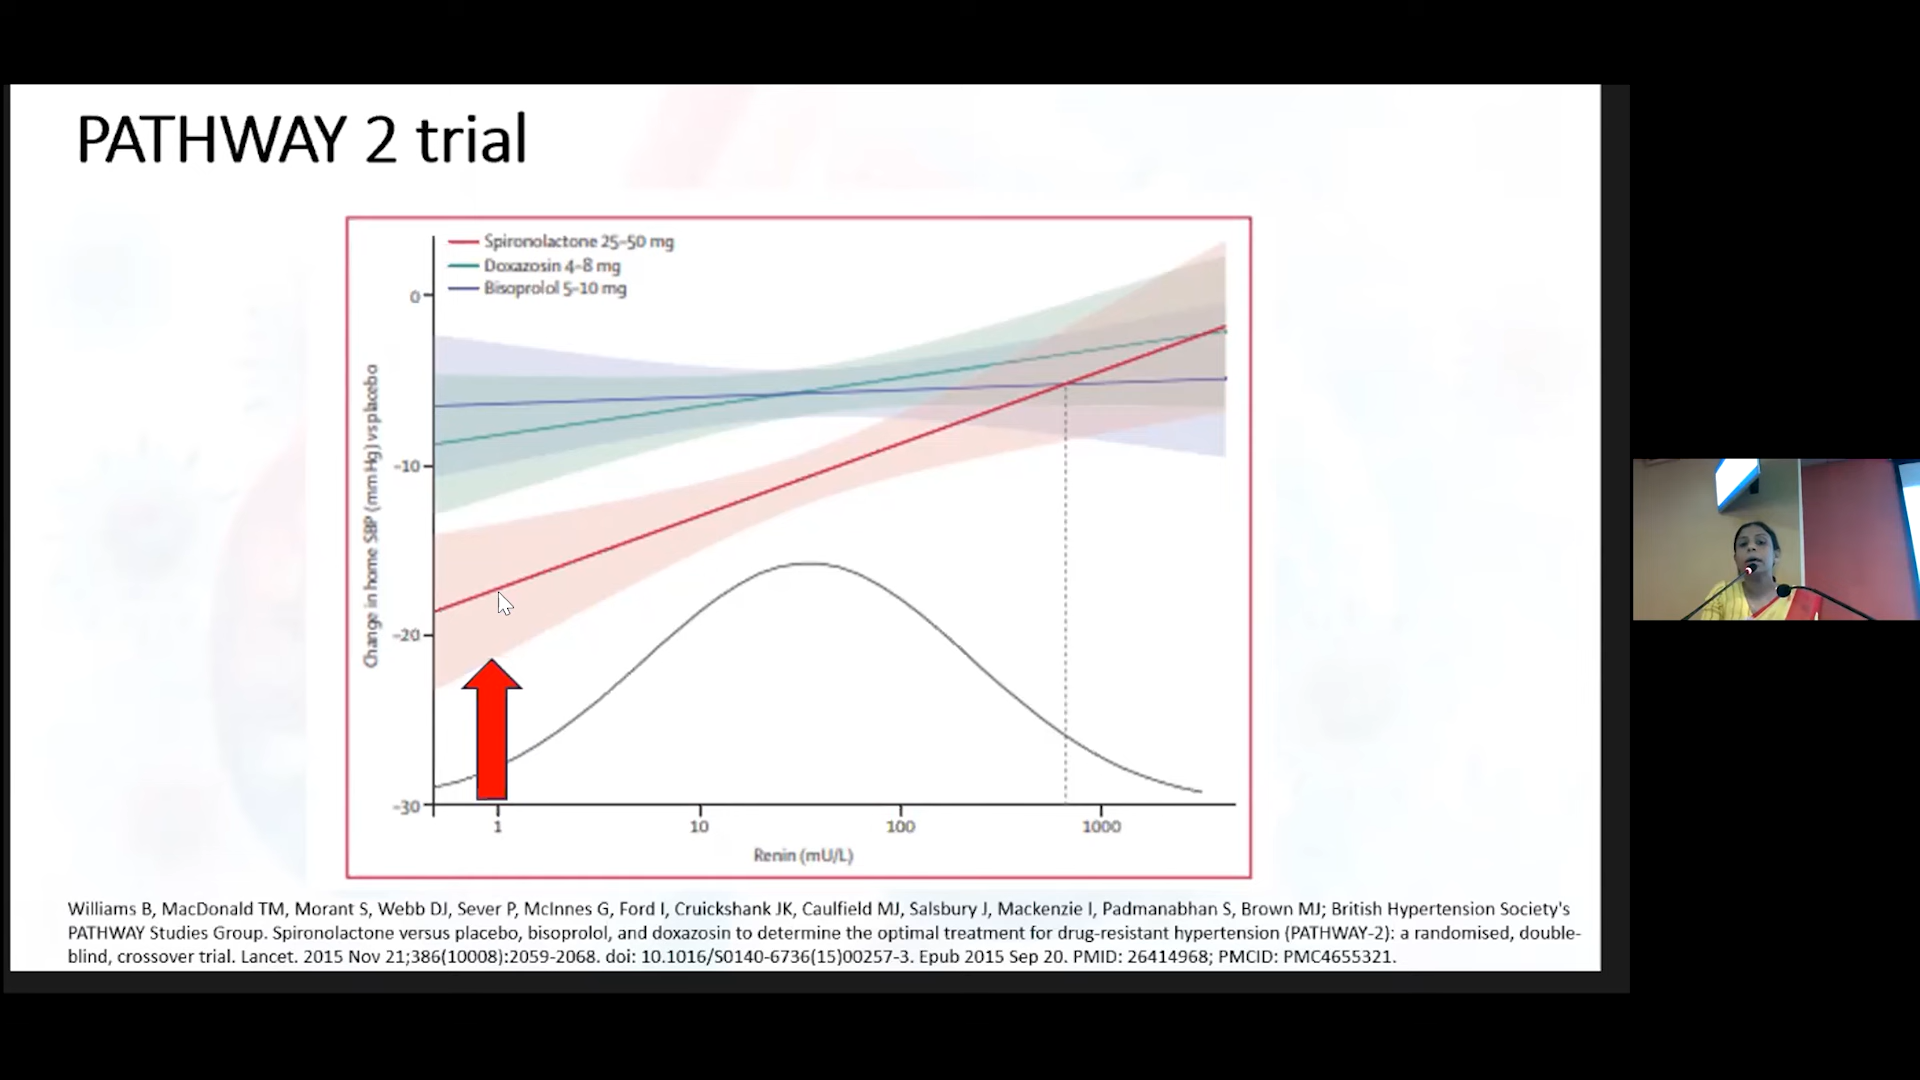 PATHWAY 2 trial
Spironolactone 25–50 mg
Doxazosin 4–8 mg
Bisoprolol 5–10 mg
Change in home SBP (mm Hg) vs placebo
0
-10
-20
-30
1
10
100
1000
Renin (mU/L)
Williams B, MacDonald TM, Morant S, Webb DJ, Sever P, McInnes G, Ford I, Cruickshank JK, Caulfield MJ, Salsbury J, Mackenzie I, Padmanabhan S, Brown MJ; British Hypertension Society's
PATHWAY Studies Group. Spironolactone versus placebo, bisoprolol, and doxazosin to determine the optimal treatment for drug-resistant hypertension (PATHWAY-2): a randomised, double-
blind, crossover trial. Lancet. 2015 Nov 21;386(10008):2059-2068. doi: 10.1016/S0140-6736(15)00257-3. Epub 2015 Sep 20. PMID: 26414968; PMCID: PMC4655321.